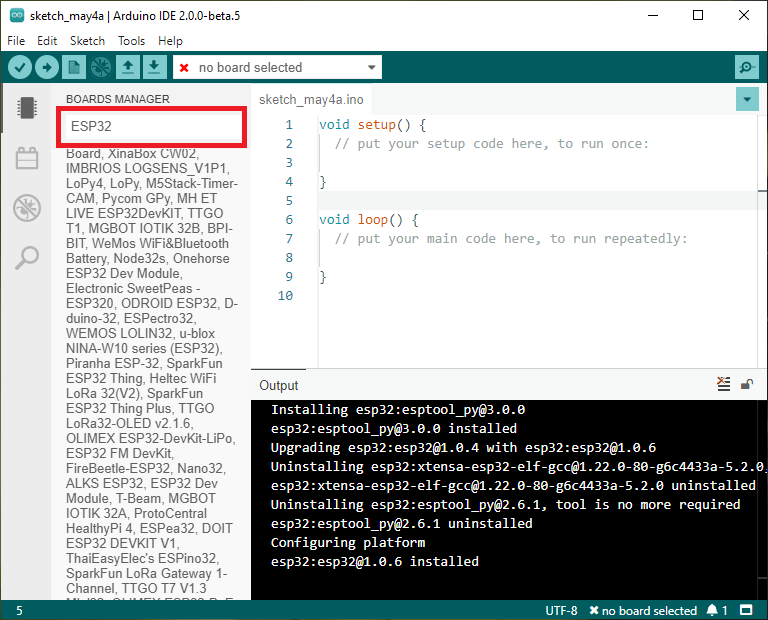 sketch_may4a | Arduino IDE 2.0.0-beta.5
File Edit Sketch Tools Help
no board selected
BOARDS MANAGER
ESP32
Board, XinaBox CW02,
IMBRIOS LOGSENS_V1P1,
LoPy4, LoPy, M5Stack-Timer-
CAM, Pycom GPy, MH ET
LIVE ESP32DevKIT, TTGO
T1, MGBOT IOTIK 32B, BPI-
BIT, WeMos WiFi&Bluetooth
Battery, Node32s, Onehorse
ESP32 Dev Module,
Electronic SweetPeas -
ESP320, ODROID ESP32, D-
duino-32, ESPectro32,
WEMOS LOLIN32, u-blox
NINA-W10 series (ESP32),
Piranha ESP-32, SparkFun
ESP32 Thing, Heltec WiFi
LoRa 32(V2), SparkFun
ESP32 Thing Plus, TTGO
LoRa32-OLED v2.1.6,
OLIMEX ESP32-DevKit-LiPo,
ESP32 FM DevKit,
FireBeetle-ESP32, Nano32,
ALKS ESP32, ESP32 Dev
Module, T-Beam, MGBOT
IOTIK 32A, ProtoCentral
HealthyPi 4, ESPea32, DOIT
ESP32 DEVKIT V1,
ThaiEasyElec's ESPino32,
SparkFun LoRa Gateway 1-
Channel, TTGO T7 V1.3
sketch_may4a.ino
1 void setup() {
2 // put your setup code here, to run once:
3
4 }
5
6 void loop() {
7 // put your main code here, to run repeatedly:
8
9 }
10
Output
Installing esp32:esptool_py@3.0.0
esp32:esptool_py@3.0.0 installed
Upgrading esp32:esp32@1.0.4 with esp32:esp32@1.0.6
Uninstalling esp32:xtensa-esp32-elf-gcc@1.22.0-80-g6c4433a-5.2.0,
esp32:xtensa-esp32-elf-gcc@1.22.0-80-g6c4433a-5.2.0 uninstalled
Uninstalling esp32:esptool_py@2.6.1, tool is no more required
esp32:esptool_py@2.6.1 uninstalled
Configuring platform
esp32:esp32@1.0.6 installed
5 UTF-8 no board selected 1